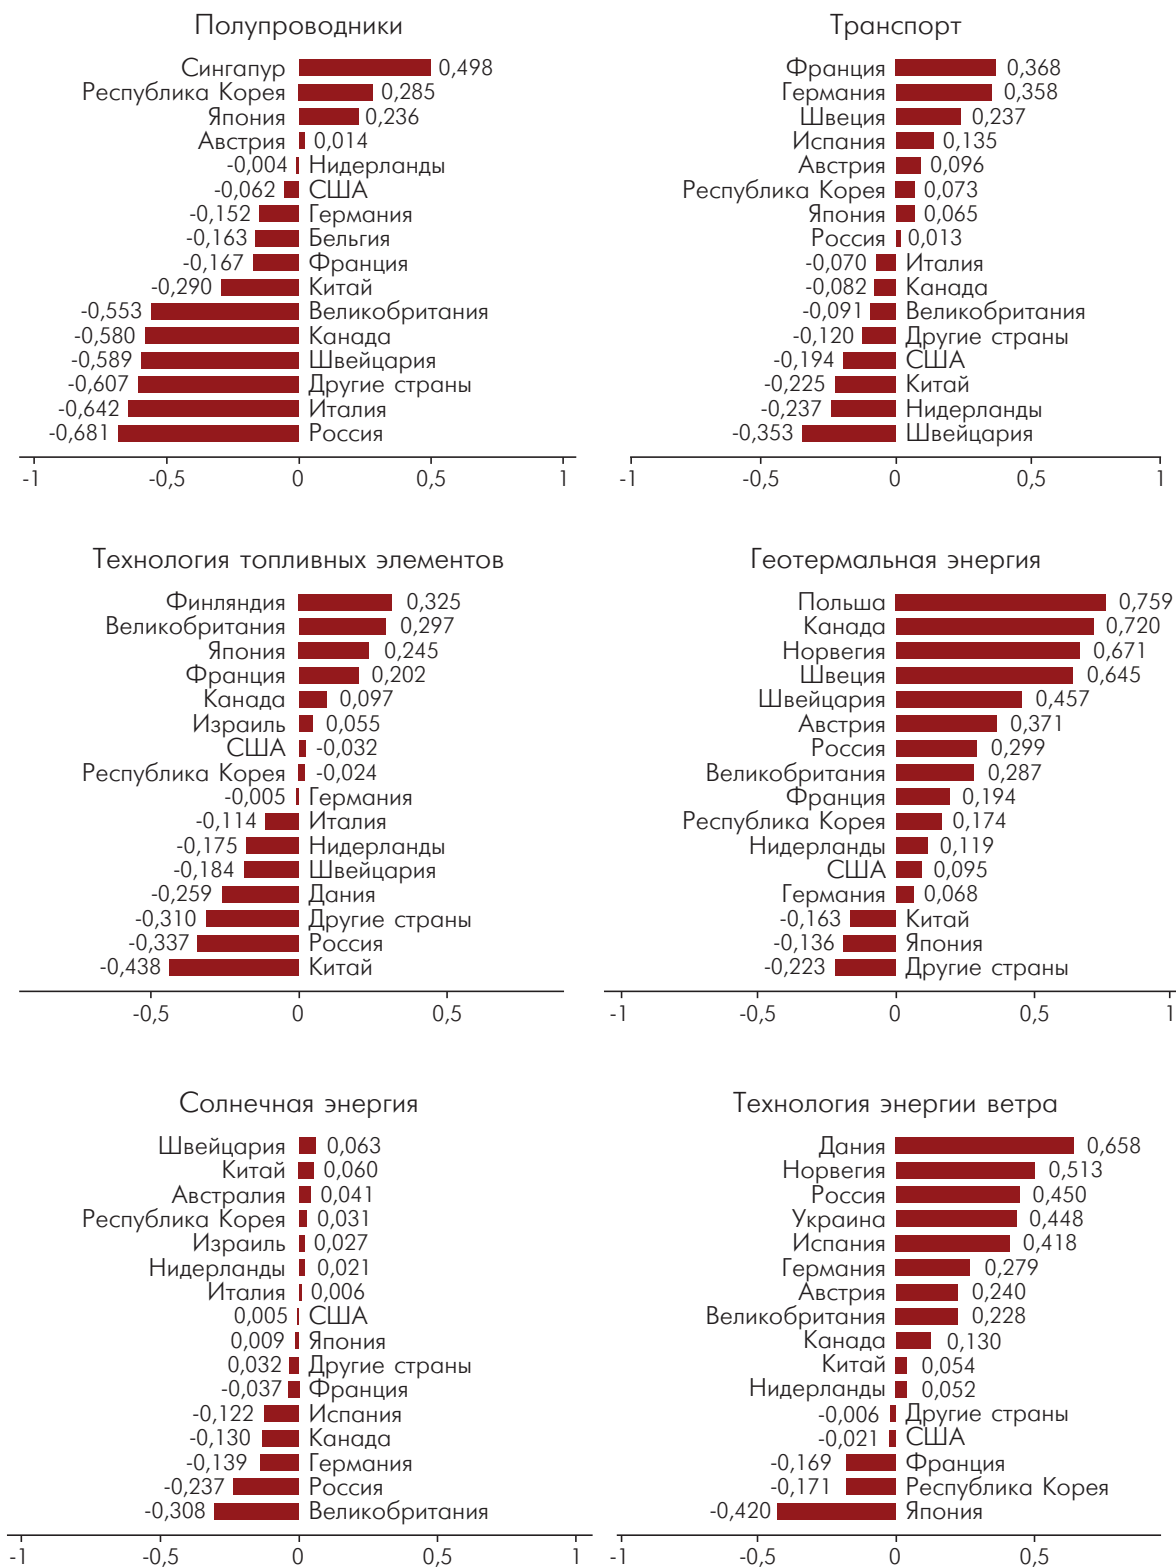 Полупроводники
Сингапур 0,498
Республика Корея 0,285
Япония 0,236
Австрия 0,014
-0,004 Нидерланды
-0,062 США
-0,152 Германия
-0,163 Бельгия
-0,167 Франция
-0,290 Китай
-0,553 Великобритания
-0,580 Канада
-0,589 Швейцария
-0,607 Другие страны
-0,642 Италия
-0,681 Россия
-1 -0,5 0 0,5 1
Транспорт
Франция 0,368
Германия 0,358
Швеция 0,237
Испания 0,135
Австрия 0,096
Республика Корея 0,073
Япония 0,065
Россия 0,013
-0,070 Италия
-0,082 Канада
-0,091 Великобритания
-0,120 Другие страны
-0,194 США
-0,225 Китай
-0,237 Нидерланды
-0,353 Швейцария
-1 -0,5 0 0,5 1
Технология топливных элементов
Финляндия 0,325
Великобритания 0,297
Япония 0,245
Франция 0,202
Канада 0,097
Израиль 0,055
США -0,032
Республика Корея -0,024
-0,005 Германия
-0,114 Италия
-0,175 Нидерланды
-0,184 Швейцария
-0,259 Дания
-0,310 Другие страны
-0,337 Россия
-0,438 Китай
-0,5 0 0,5
Геотермальная энергия
Польша 0,759
Канада 0,720
Норвегия 0,671
Швеция 0,645
Швейцария 0,457
Австрия 0,371
Россия 0,299
Великобритания 0,287
Франция 0,194
Республика Корея 0,174
Нидерланды 0,119
США 0,095
Германия 0,068
-0,163 Китай
-0,136 Япония
-0,223 Другие страны
-1 -0,5 0 0,5 1
Солнечная энергия
Швейцария 0,063
Китай 0,060
Австралия 0,041
Республика Корея 0,031
Израиль 0,027
Нидерланды 0,021
Италия 0,006
0,005 США
0,009 Япония
0,032 Другие страны
-0,037 Франция
-0,122 Испания
-0,130 Канада
-0,139 Германия
-0,237 Россия
-0,308 Великобритания
-1 -0,5 0 0,5 1
Технология энергии ветра
Дания 0,658
Норвегия 0,513
Россия 0,450
Украина 0,448
Испания 0,418
Германия 0,279
Австрия 0,240
Великобритания 0,228
Канада 0,130
Китай 0,054
Нидерланды 0,052
-0,006 Другие страны
-0,021 США
-0,169 Франция
-0,171 Республика Корея
-0,420 Япония
-1 -0,5 0 0,5